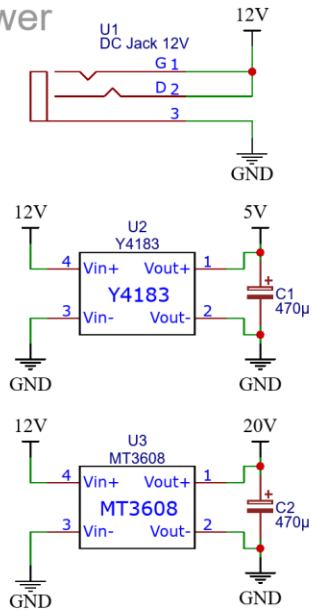 wer
12V
U1
DC Jack 12V
G 1
D 2
3
GND
12V
U2
Y4183
5V
4 Vin+ Vout+ 1
Y4183
+
C1
470µ
3 Vin- Vout- 2
GND
GND
12V
U3
MT3608
20V
4 Vin+ Vout+ 1
MT3608
+
C2
470µ
3 Vin- Vout- 2
GND
GND